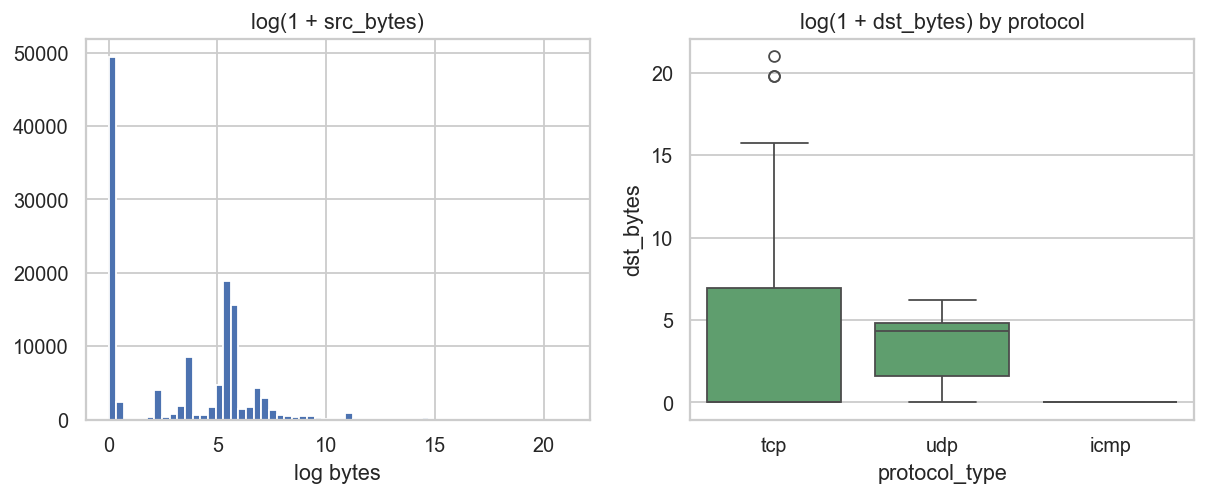 log(1 + src_bytes)
50000
40000
30000
20000
10000
0
0 5 10 15 20
log bytes
log(1 + dst_bytes) by protocol
dst_bytes
20
15
10
5
0
tcp udp icmp
protocol_type